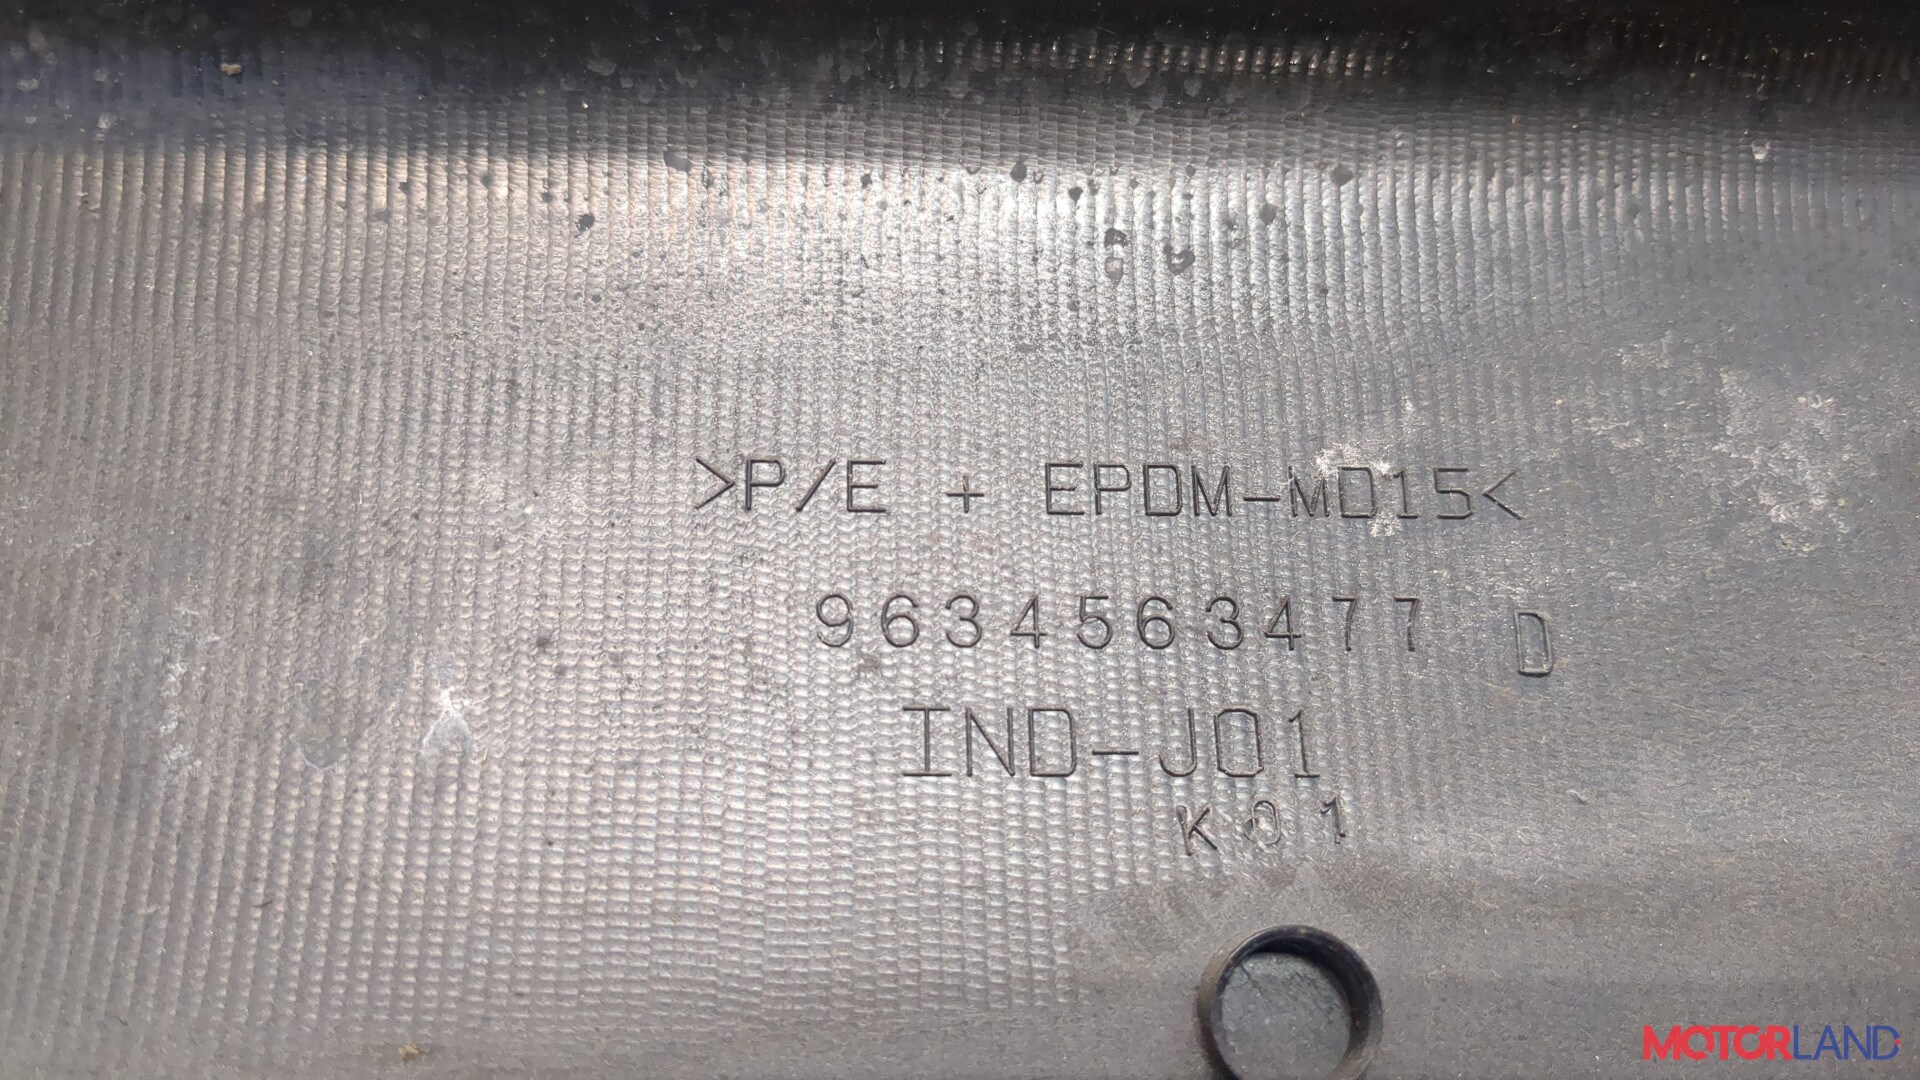 >P/E + EPDM-MD15<
9634563477 D
IND-J01
K01
MOTORLAND